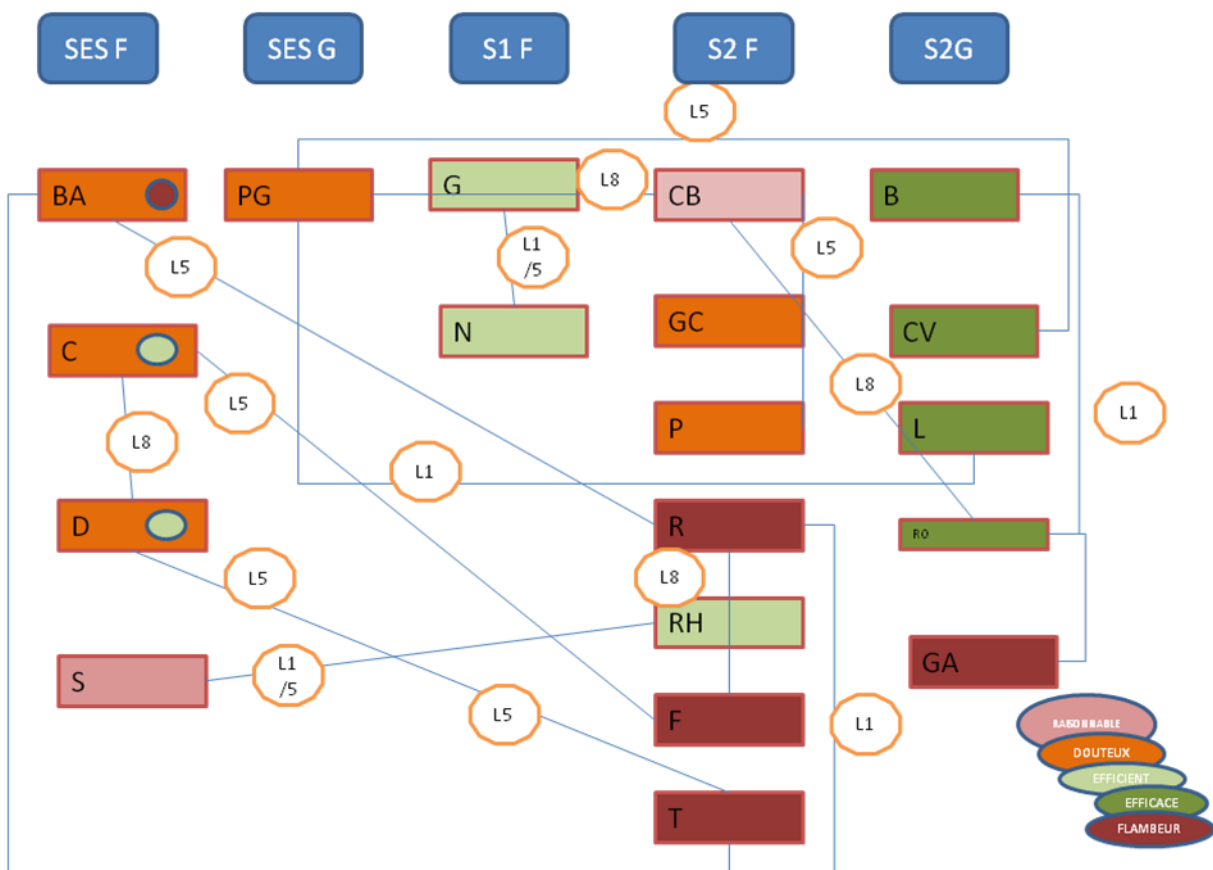 SES F
SES G
S1 F
S2 F
S2G
L5
BA
PG
G
L8
CB
B
L5
L1
/5
L5
C
N
GC
CV
L5
L8
L8
P
L
L1
L1
D
R
RO
L5
L8
RH
S
L1
/5
GA
L5
F
L1
T
RAISONNABLE
DOUTEUX
EFFICIENT
EFFICACE
FLAMBEUR